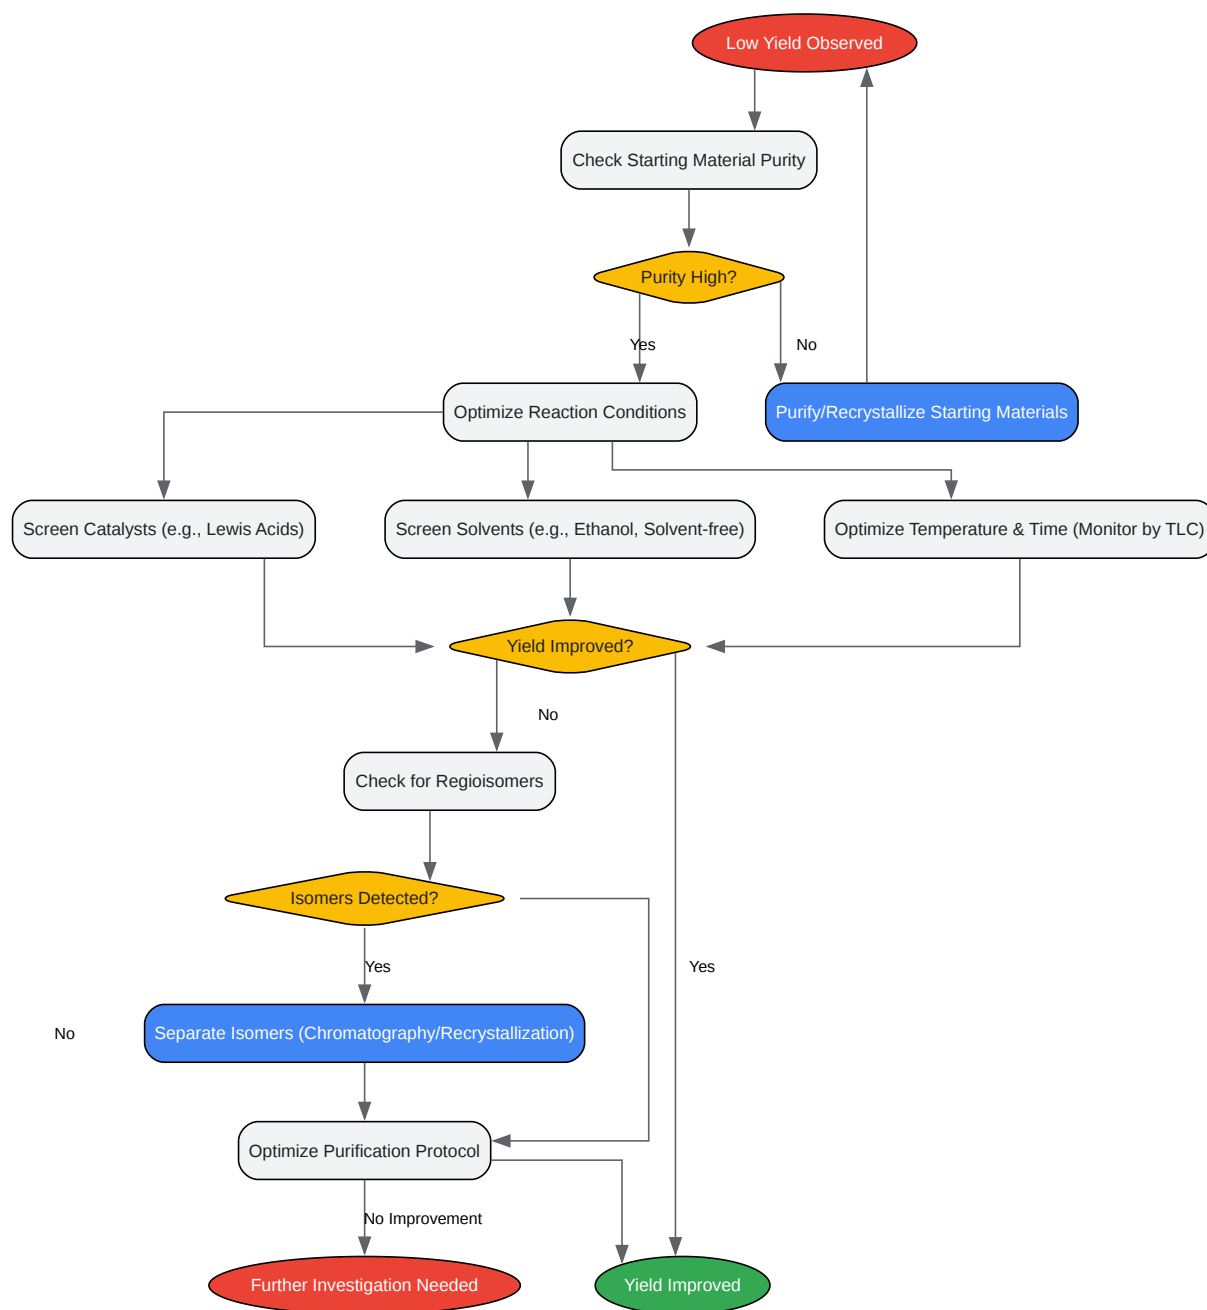 Low Yield Observed
Check Starting Material Purity
Purity High?
Yes
No
Optimize Reaction Conditions
Purify/Recrystallize Starting Materials
Screen Catalysts (e.g., Lewis Acids)
Screen Solvents (e.g., Ethanol, Solvent-free)
Optimize Temperature & Time (Monitor by TLC)
Yield Improved?
No
Check for Regioisomers
Isomers Detected?
Yes
Yes
No
Separate Isomers (Chromatography/Recrystallization)
Optimize Purification Protocol
No Improvement
Further Investigation Needed
Yield Improved